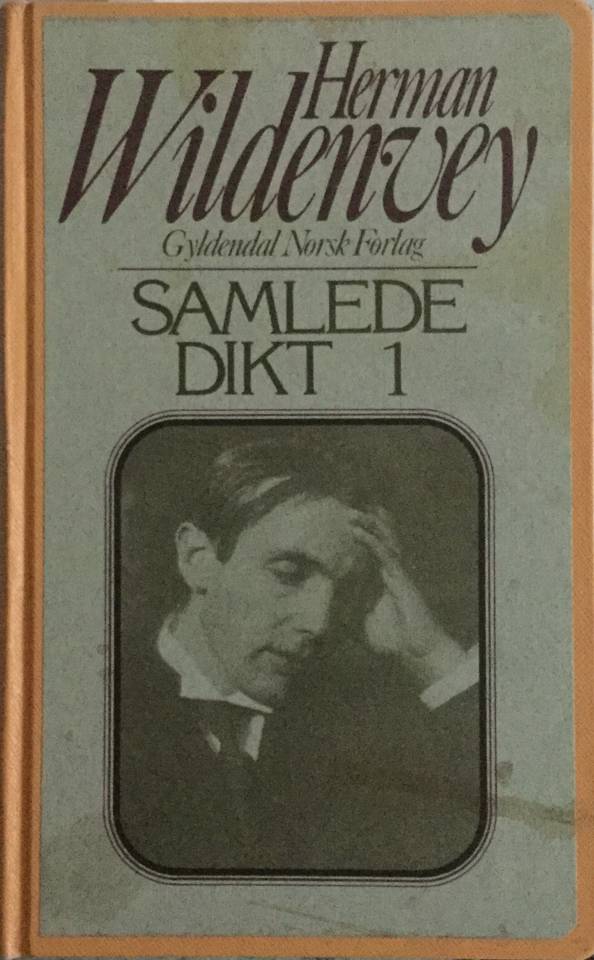 Herman
Wildenvey
Gyldendal Norsk Forlag
SAMLEDE
DIKT 1